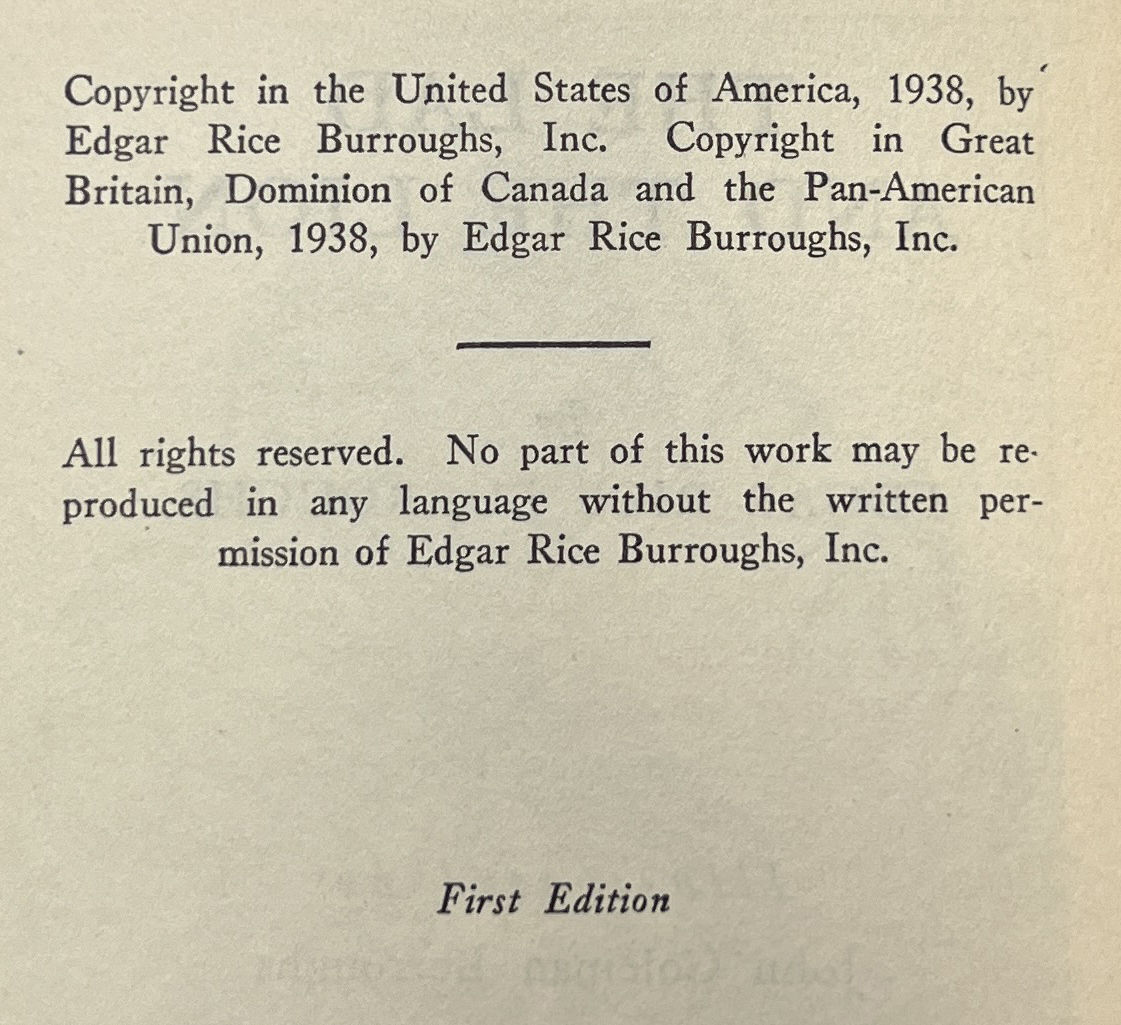 Copyright in the United States of America, 1938, by
Edgar Rice Burroughs, Inc. Copyright in Great
Britain, Dominion of Canada and the Pan-American
Union, 1938, by Edgar Rice Burroughs, Inc.
All rights reserved. No part of this work may be re-
produced in any language without the written per-
mission of Edgar Rice Burroughs, Inc.
First Edition